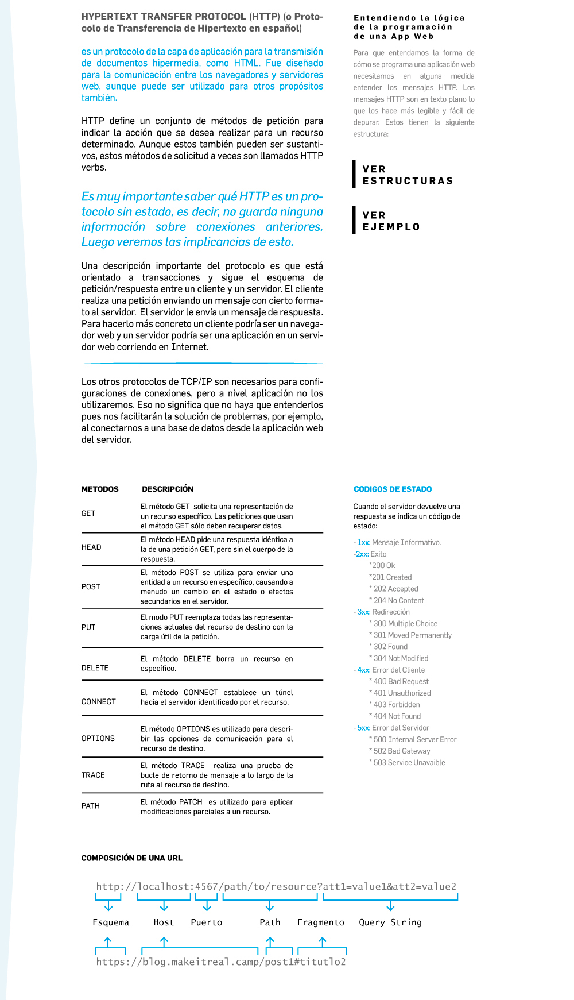 HYPERTEXT TRANSFER PROTOCOL (HTTP) (o Proto-
colo de Transferencia de Hipertexto en español)
es un protocolo de la capa de aplicación para la transmisión
de documentos hipermedia, como HTML. Fue diseñado
para la comunicación entre los navegadores y servidores
web, aunque puede ser utilizado para otros propósitos
también.
HTTP define un conjunto de métodos de petición para
indicar la acción que se desea realizar para un recurso
determinado. Aunque estos también pueden ser sustanti-
vos, estos métodos de solicitud a veces son llamados HTTP
verbs.
Es muy importante saber qué HTTP es un pro-
tocolo sin estado, es decir, no guarda ninguna
información sobre conexiones anteriores.
Luego veremos las implicancias de esto.
Una descripción importante del protocolo es que está
orientado a transacciones y sigue el esquema de
petición/respuesta entre un cliente y un servidor. El cliente
realiza una petición enviando un mensaje con cierto forma-
to al servidor. El servidor le envía un mensaje de respuesta.
Para hacerlo más concreto un cliente podría ser un navega-
dor web y un servidor podría ser una aplicación en un servi-
dor web corriendo en Internet.
Los otros protocolos de TCP/IP son necesarios para confi-
guraciones de conexiones, pero a nivel aplicación no los
utilizaremos. Eso no significa que no haya que entenderlos
pues nos facilitarán la solución de problemas, por ejemplo,
al conectarnos a una base de datos desde la aplicación web
del servidor.
Entendiendo la lógica
de la programación
de una App Web
Para que entendamos la forma de
cómo se programa una aplicación web
necesitamos en alguna medida
entender los mensajes HTTP. Los
mensajes HTTP son en texto plano lo
que los hace más legible y fácil de
depurar. Estos tienen la siguiente
estructura:
VER
ESTRUCTURAS
VER
EJEMPLO
METODOS DESCRIPCIÓN
GET
El método GET solicita una representación de
un recurso específico. Las peticiones que usan
el método GET sólo deben recuperar datos.
HEAD
El método HEAD pide una respuesta idéntica a
la de una petición GET, pero sin el cuerpo de la
respuesta.
POST
El método POST se utiliza para enviar una
entidad a un recurso en específico, causando a
menudo un cambio en el estado o efectos
secundarios en el servidor.
PUT
El modo PUT reemplaza todas las representa-
ciones actuales del recurso de destino con la
carga útil de la petición.
DELETE
El método DELETE borra un recurso en
específico.
CONNECT
El método CONNECT establece un túnel
hacia el servidor identificado por el recurso.
OPTIONS
El método OPTIONS es utilizado para descri-
bir las opciones de comunicación para el
recurso de destino.
TRACE
El método TRACE realiza una prueba de
bucle de retorno de mensaje a lo largo de la
ruta al recurso de destino.
PATH
El método PATCH es utilizado para aplicar
modificaciones parciales a un recurso.
CODIGOS DE ESTADO
Cuando el servidor devuelve una
respuesta se indica un código de
estado:
- 1xx: Mensaje Informativo.
-2xx: Exito
*200 Ok
*201 Created
* 202 Accepted
* 204 No Content
- 3xx: Redirección
* 300 Multiple Choice
* 301 Moved Permanently
* 302 Found
* 304 Not Modified
- 4xx: Error del Cliente
* 400 Bad Request
* 401 Unauthorized
* 403 Forbidden
* 404 Not Found
- 5xx: Error del Servidor
* 500 Internal Server Error
* 502 Bad Gateway
* 503 Service Unavaible
COMPOSICIÓN DE UNA URL
http://localhost:4567/path/to/resource?att1=value1&att2=value2
Esquema Host Puerto Path Fragmento Query String
https://blog.makeitreal.camp/post1#titutlo2